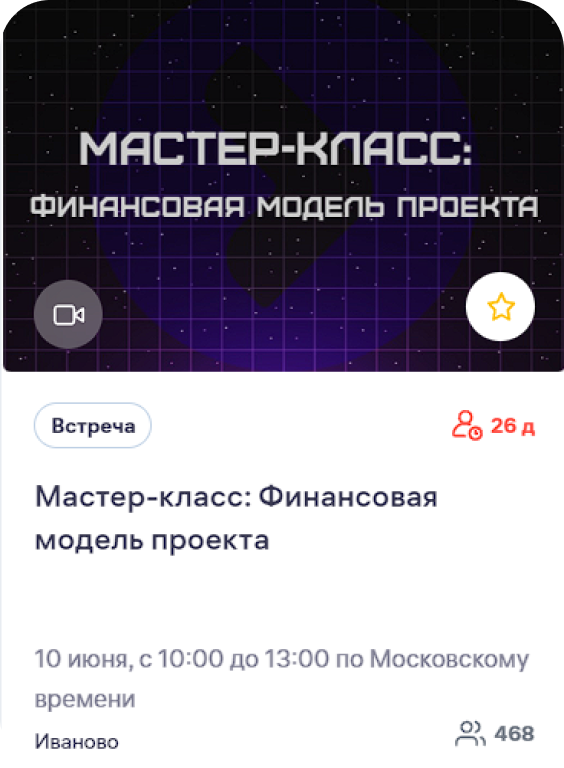 МАСТЕР-КЛАСС:
ФИНАНСОВАЯ МОДЕЛЬ ПРОЕКТА
Встреча
26 д
Мастер-класс: Финансовая
модель проекта
10 июня, с 10:00 до 13:00 по Московскому
времени
Иваново
468